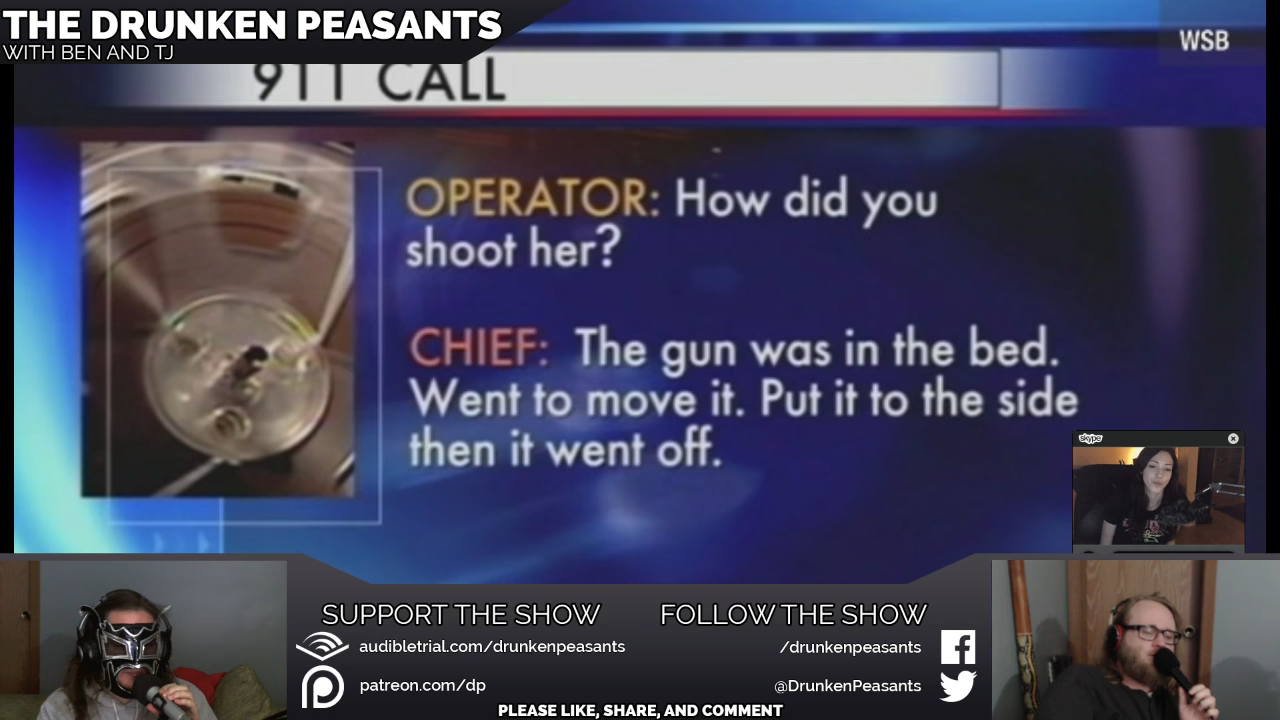 THE DRUNKEN PEASANTS
WITH BEN AND TJ
WSB
911 CALL
OPERATOR: How did you
shoot her?
CHIEF: The gun was in the bed.
Went to move it. Put it to the side
then it went off.
skype
SUPPORT THE SHOW
audibletrial.com/drunkenpeasants
patreon.com/dp
FOLLOW THE SHOW
/drunkenpeasants
@DrunkenPeasants
PLEASE LIKE, SHARE, AND COMMENT